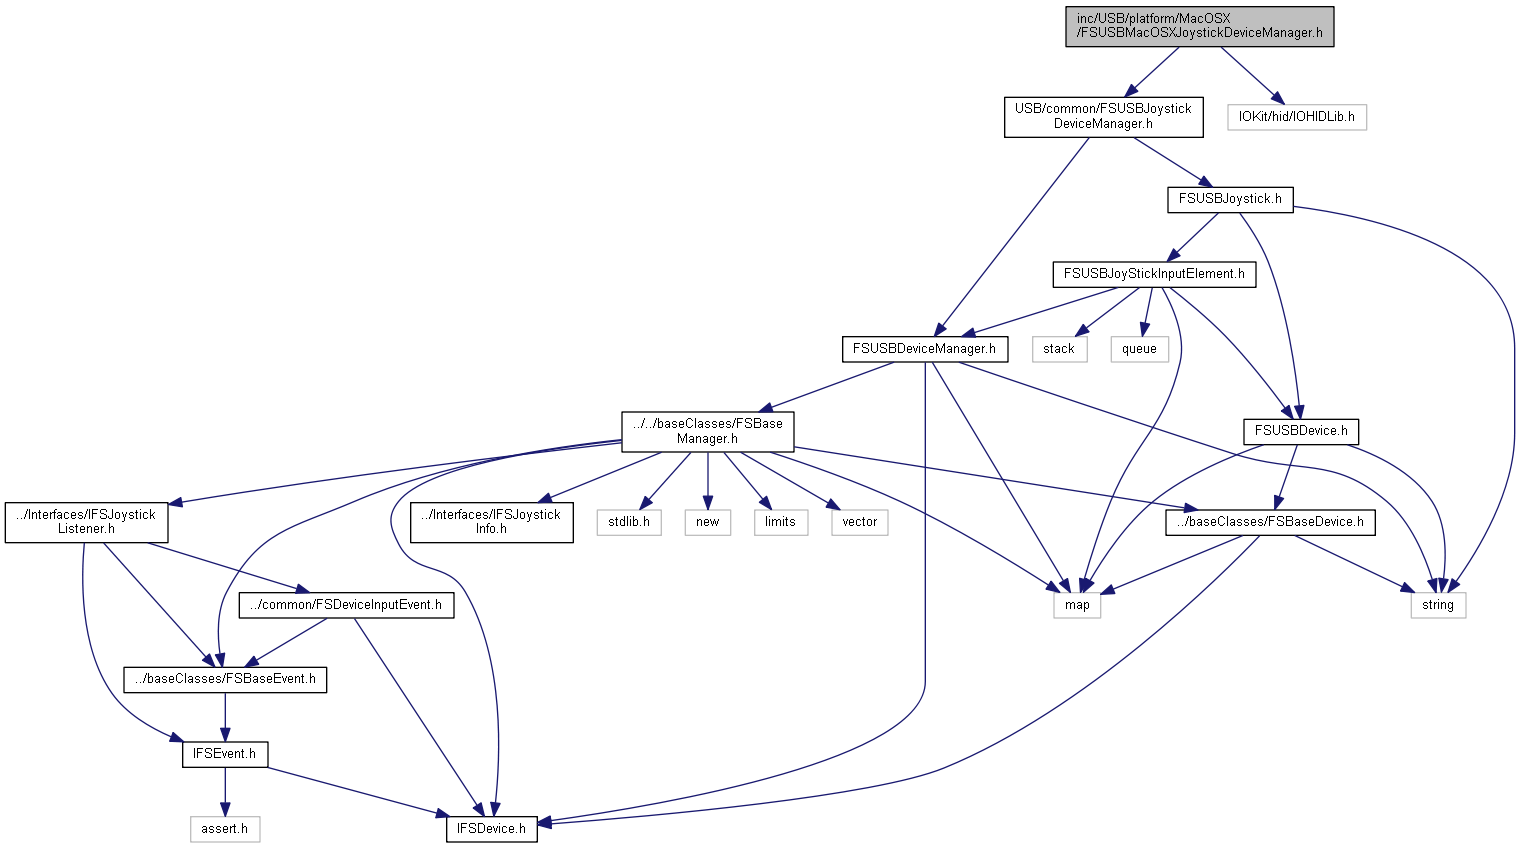 inc/USB/platform/MacOSX
/FSUSBMacOSXJoystickDeviceManager.h
USB/common/FSUSBJoystick
DeviceManager.h
IOKit/hid/IOHIDLib.h
FSUSBJoystick.h
FSUSBJoyStickInputElement.h
FSUSBDeviceManager.h
stack
queue
../../baseClasses/FSBase
Manager.h
FSUSBDevice.h
../Interfaces/IFSJoystick
Listener.h
../Interfaces/IFSJoystick
Info.h
stdlib.h
new
limits
vector
../baseClasses/FSBaseDevice.h
../common/FSDeviceInputEvent.h
map
string
../baseClasses/FSBaseEvent.h
IFSEvent.h
assert.h
IFSDevice.h